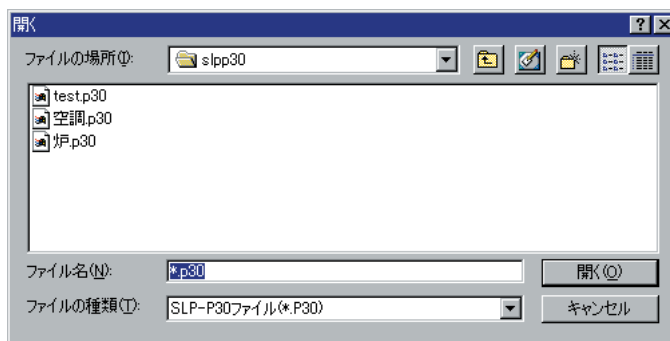 開く
ファイルの場所(I):
slpp30
test.p30
空調.p30
炉.p30
ファイル名(N):
*.p30
開く(O)
ファイルの種類(T):
SLP-P30ファイル(*.P30)
キャンセル